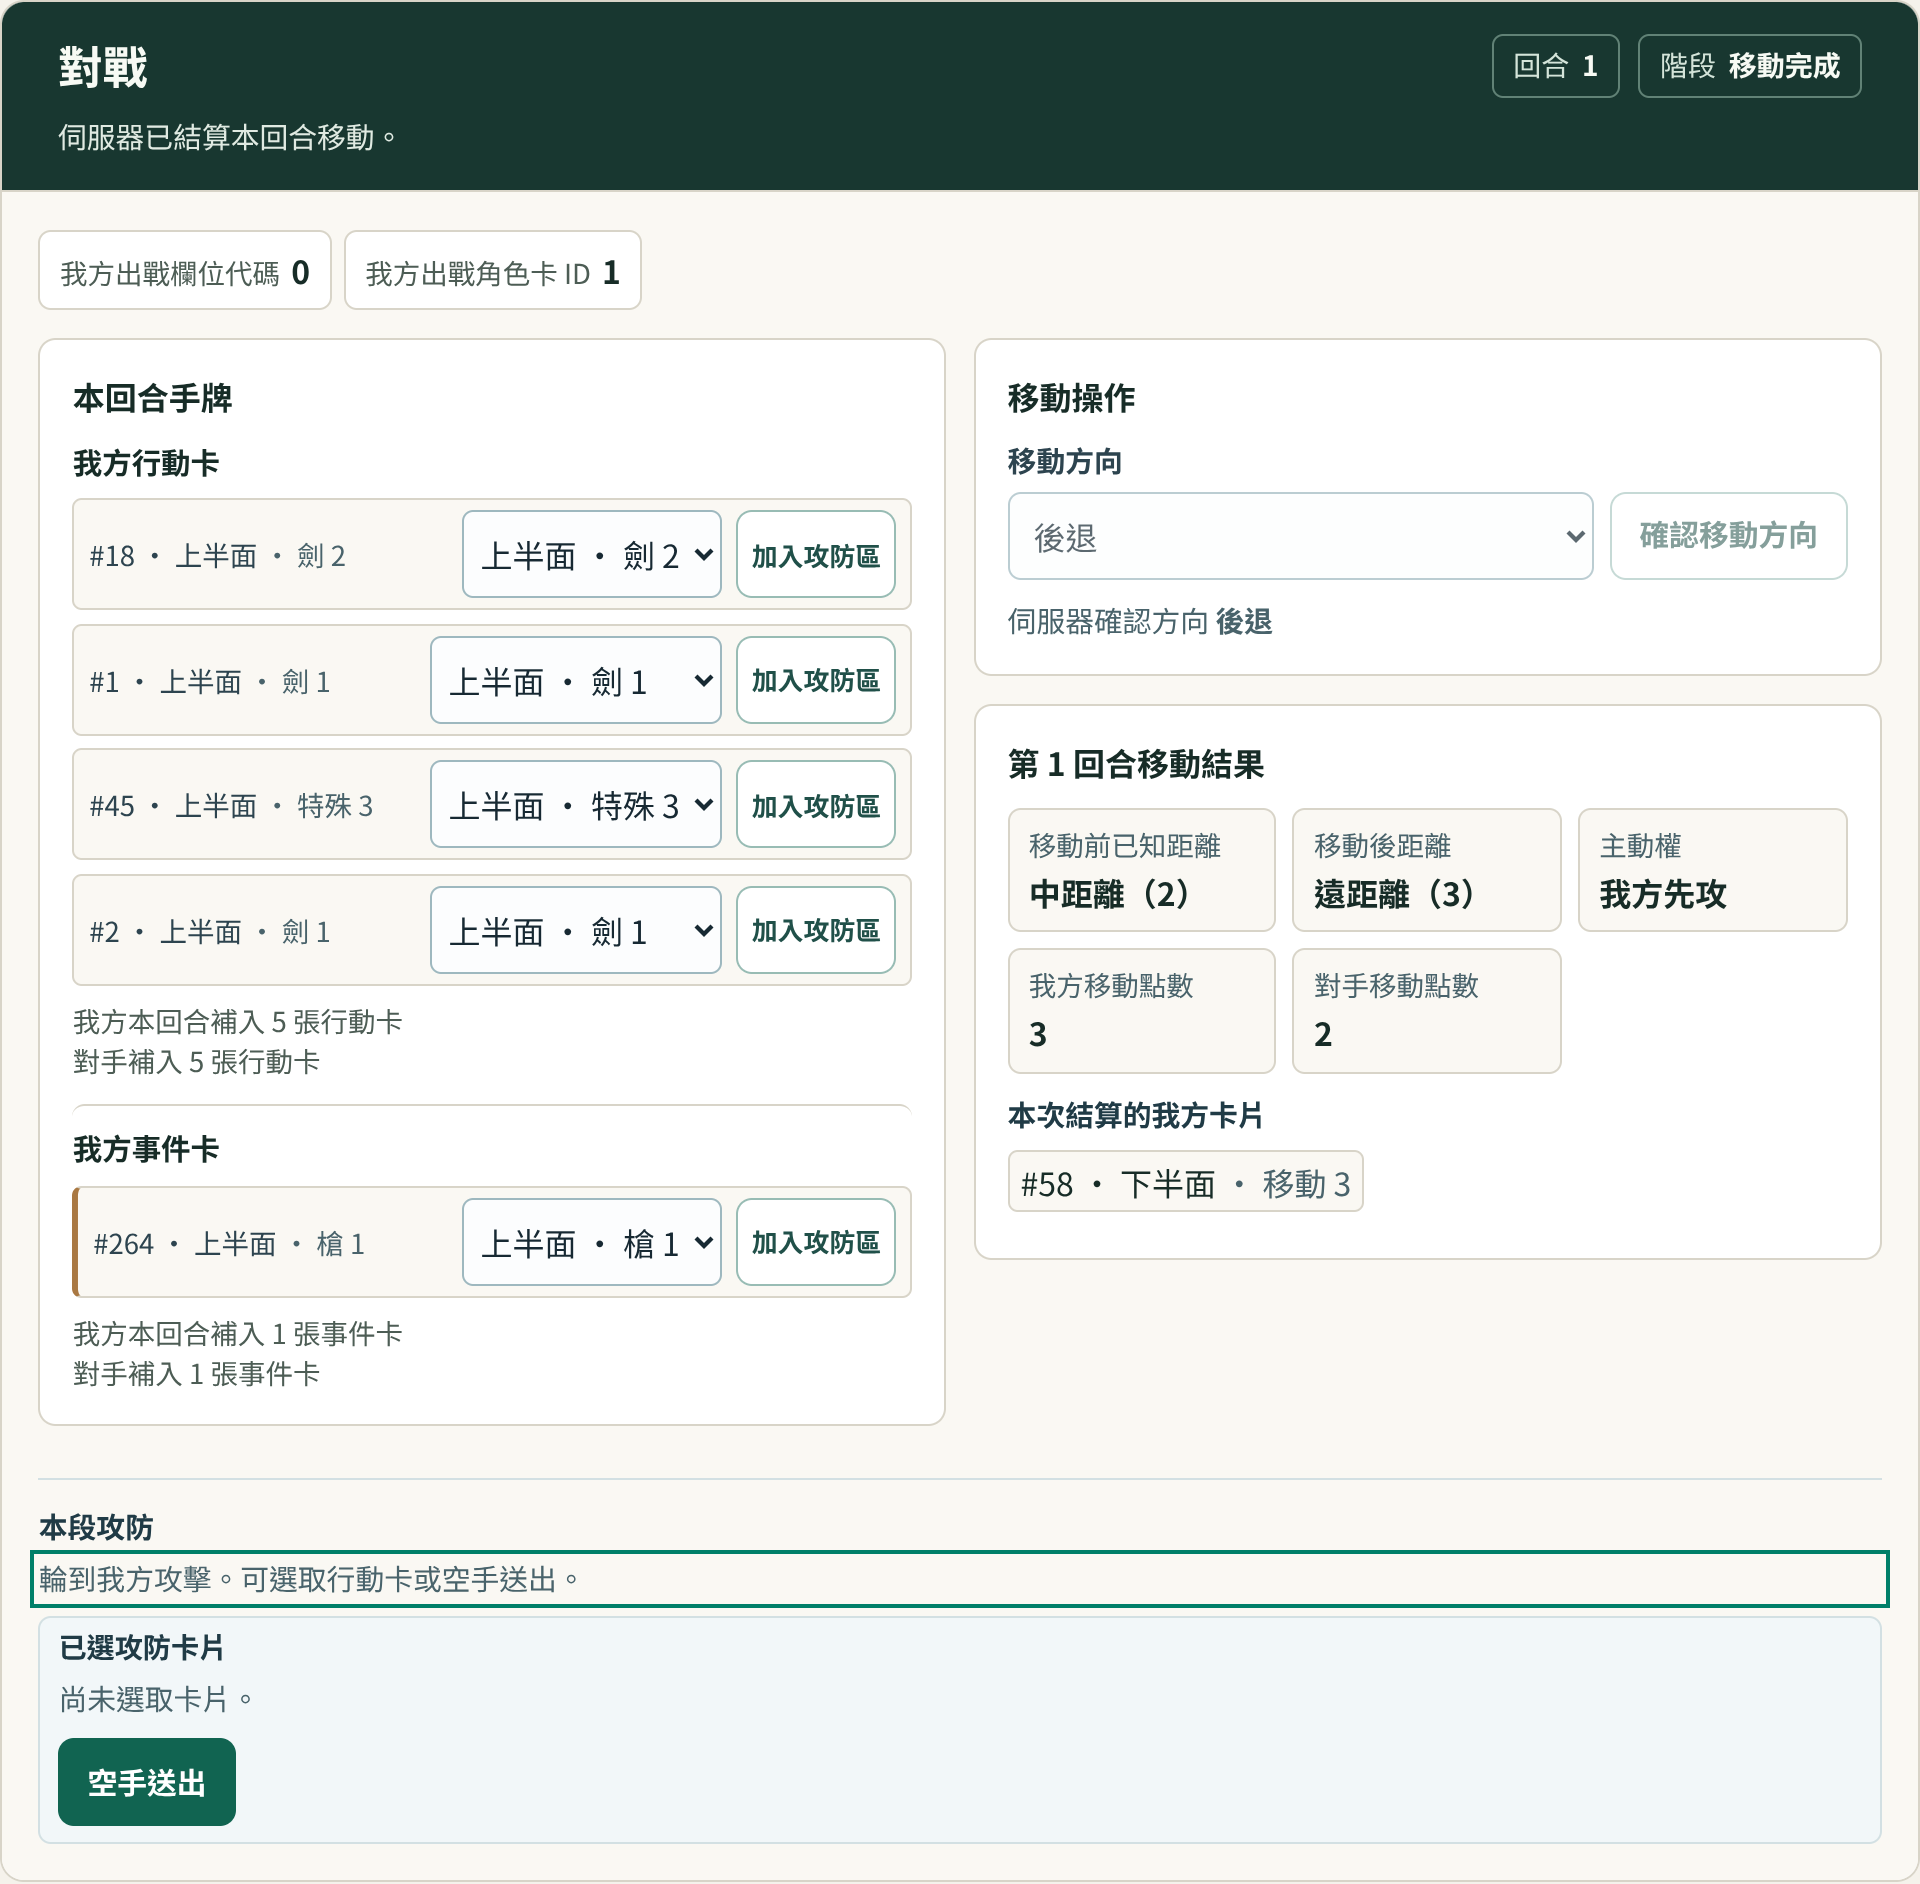 對戰
回合 1
階段 移動完成
伺服器已結算本回合移動。
我方出戰欄位代碼 0
我方出戰角色卡 ID 1
本回合手牌
我方行動卡
#18 · 上半面 · 劍 2 上半面 · 劍 2 加入攻防區
#1 · 上半面 · 劍 1 上半面 · 劍 1 加入攻防區
#45 · 上半面 · 特殊 3 上半面 · 特殊 3 加入攻防區
#2 · 上半面 · 劍 1 上半面 · 劍 1 加入攻防區
我方本回合補入 5 張行動卡
對手補入 5 張行動卡
我方事件卡
#264 · 上半面 · 槍 1 上半面 · 槍 1 加入攻防區
我方本回合補入 1 張事件卡
對手補入 1 張事件卡
移動操作
移動方向
後退 確認移動方向
伺服器確認方向 後退
第 1 回合移動結果
移動前已知距離
中距離（2）
移動後距離
遠距離（3）
主動權
我方先攻
我方移動點數
3
對手移動點數
2
本次結算的我方卡片
#58 · 下半面 · 移動 3
本段攻防
輪到我方攻擊。可選取行動卡或空手送出。
已選攻防卡片
尚未選取卡片。
空手送出